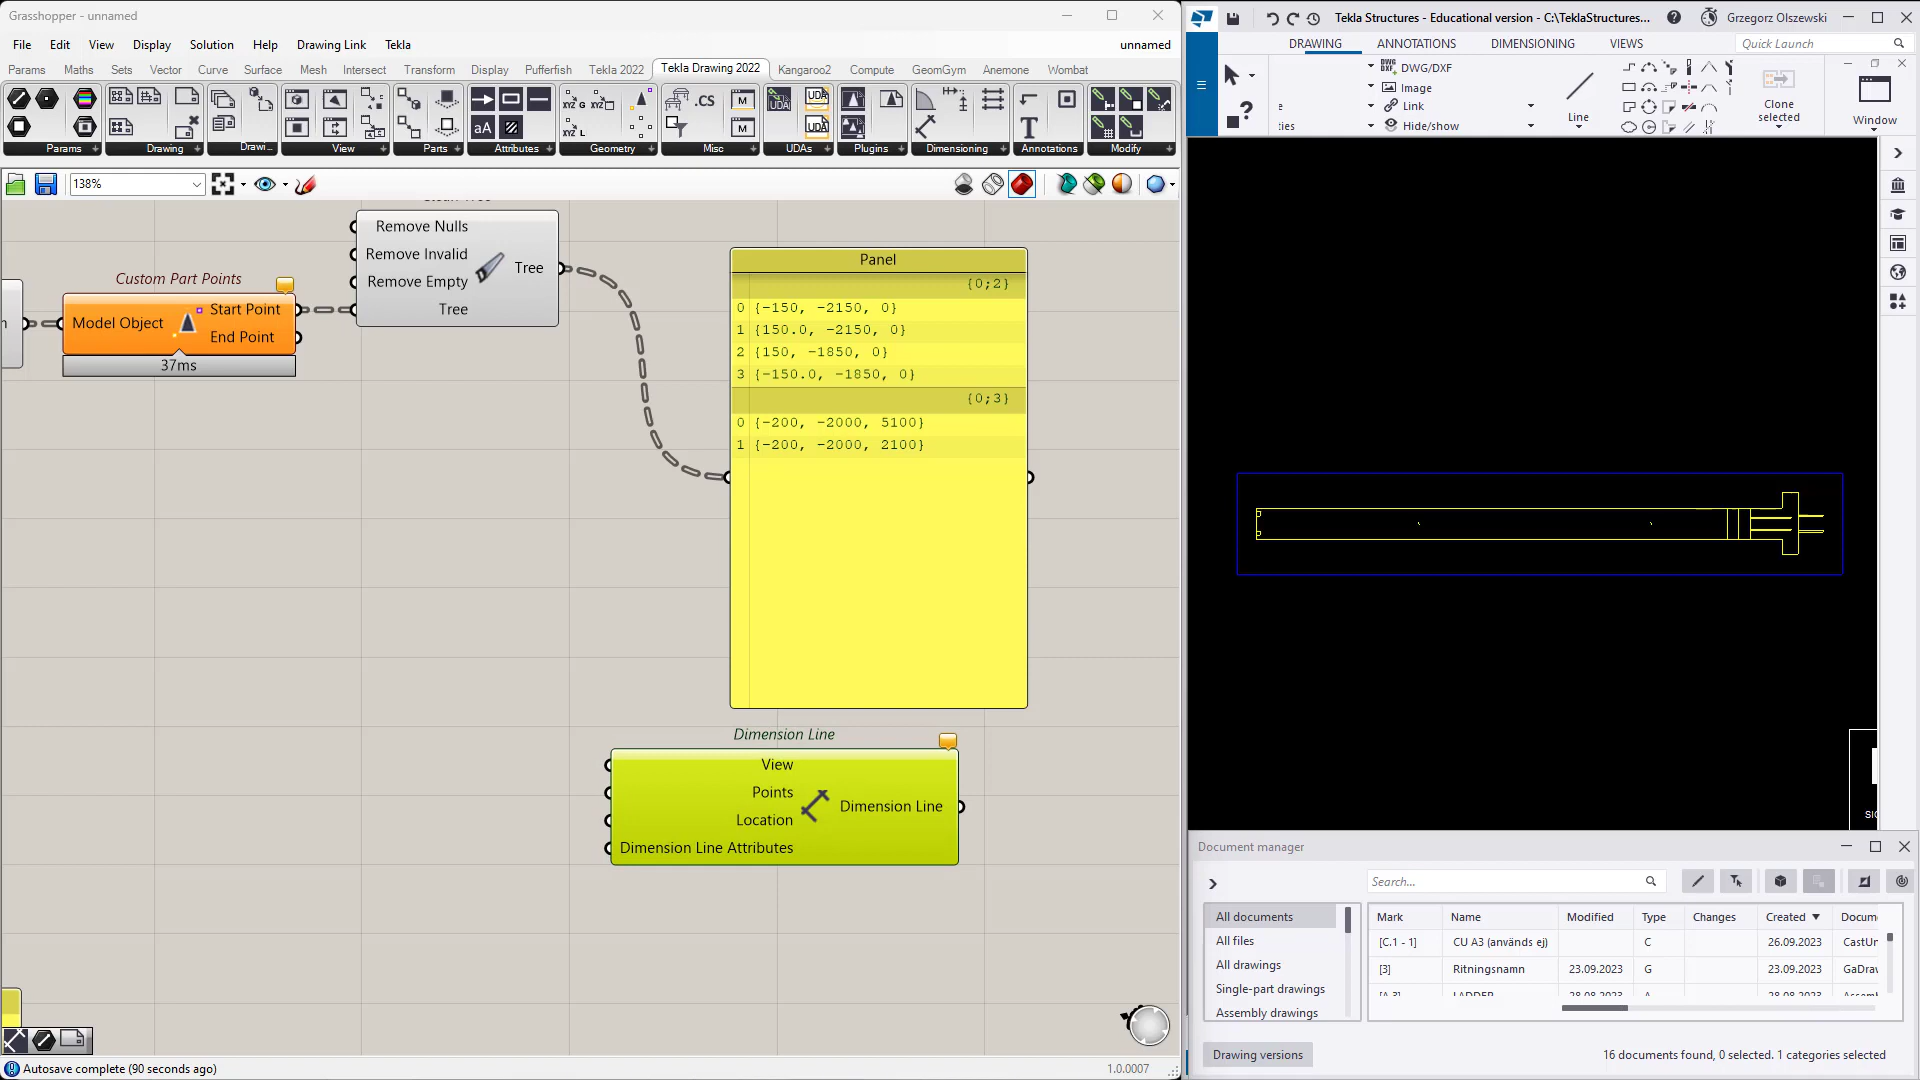 Grasshopper - unnamed
File Edit View Display Solution Help Drawing Link Tekla unnamed
Params Maths Sets Vector Curve Surface Mesh Intersect Transform Display Pufferfish Tekla 2022 Tekla Drawing 2022 Kangaroo2 Compute GeomGym Anemone Wombat
Params Drawing Drawi... View Parts Attributes Geometry Misc UDAs Plugins Dimensioning Annotations Modify
138%
Remove Nulls
Remove Invalid
Remove Empty
Tree
Tree
Custom Part Points
Model Object
Start Point
End Point
37ms
Panel
{0;2}
0 {-150, -2150, 0}
1 {150.0, -2150, 0}
2 {150, -1850, 0}
3 {-150.0, -1850, 0}
{0;3}
0 {-200, -2000, 5100}
1 {-200, -2000, 2100}
Dimension Line
View
Points
Location
Dimension Line Attributes
Dimension Line
Autosave complete (90 seconds ago)
1.0.0007
Tekla Structures - Educational version - C:\TeklaStructures...
Grzegorz Olszewski
DRAWING ANNOTATIONS DIMENSIONING VIEWS
Quick Launch
DWG/DXF
Image
Link
Hide/show
Line
Clone
selected
Window
Document manager
Search...
All documents
All files
All drawings
Single-part drawings
Assembly drawings
Mark Name Modified Type Changes Created Docum
[C.1 - 1] CU A3 (används ej) C 26.09.2023 CastUn
[3] Ritningsnamn 23.09.2023 G 23.09.2023 GaDraw
Drawing versions
16 documents found, 0 selected. 1 categories selected